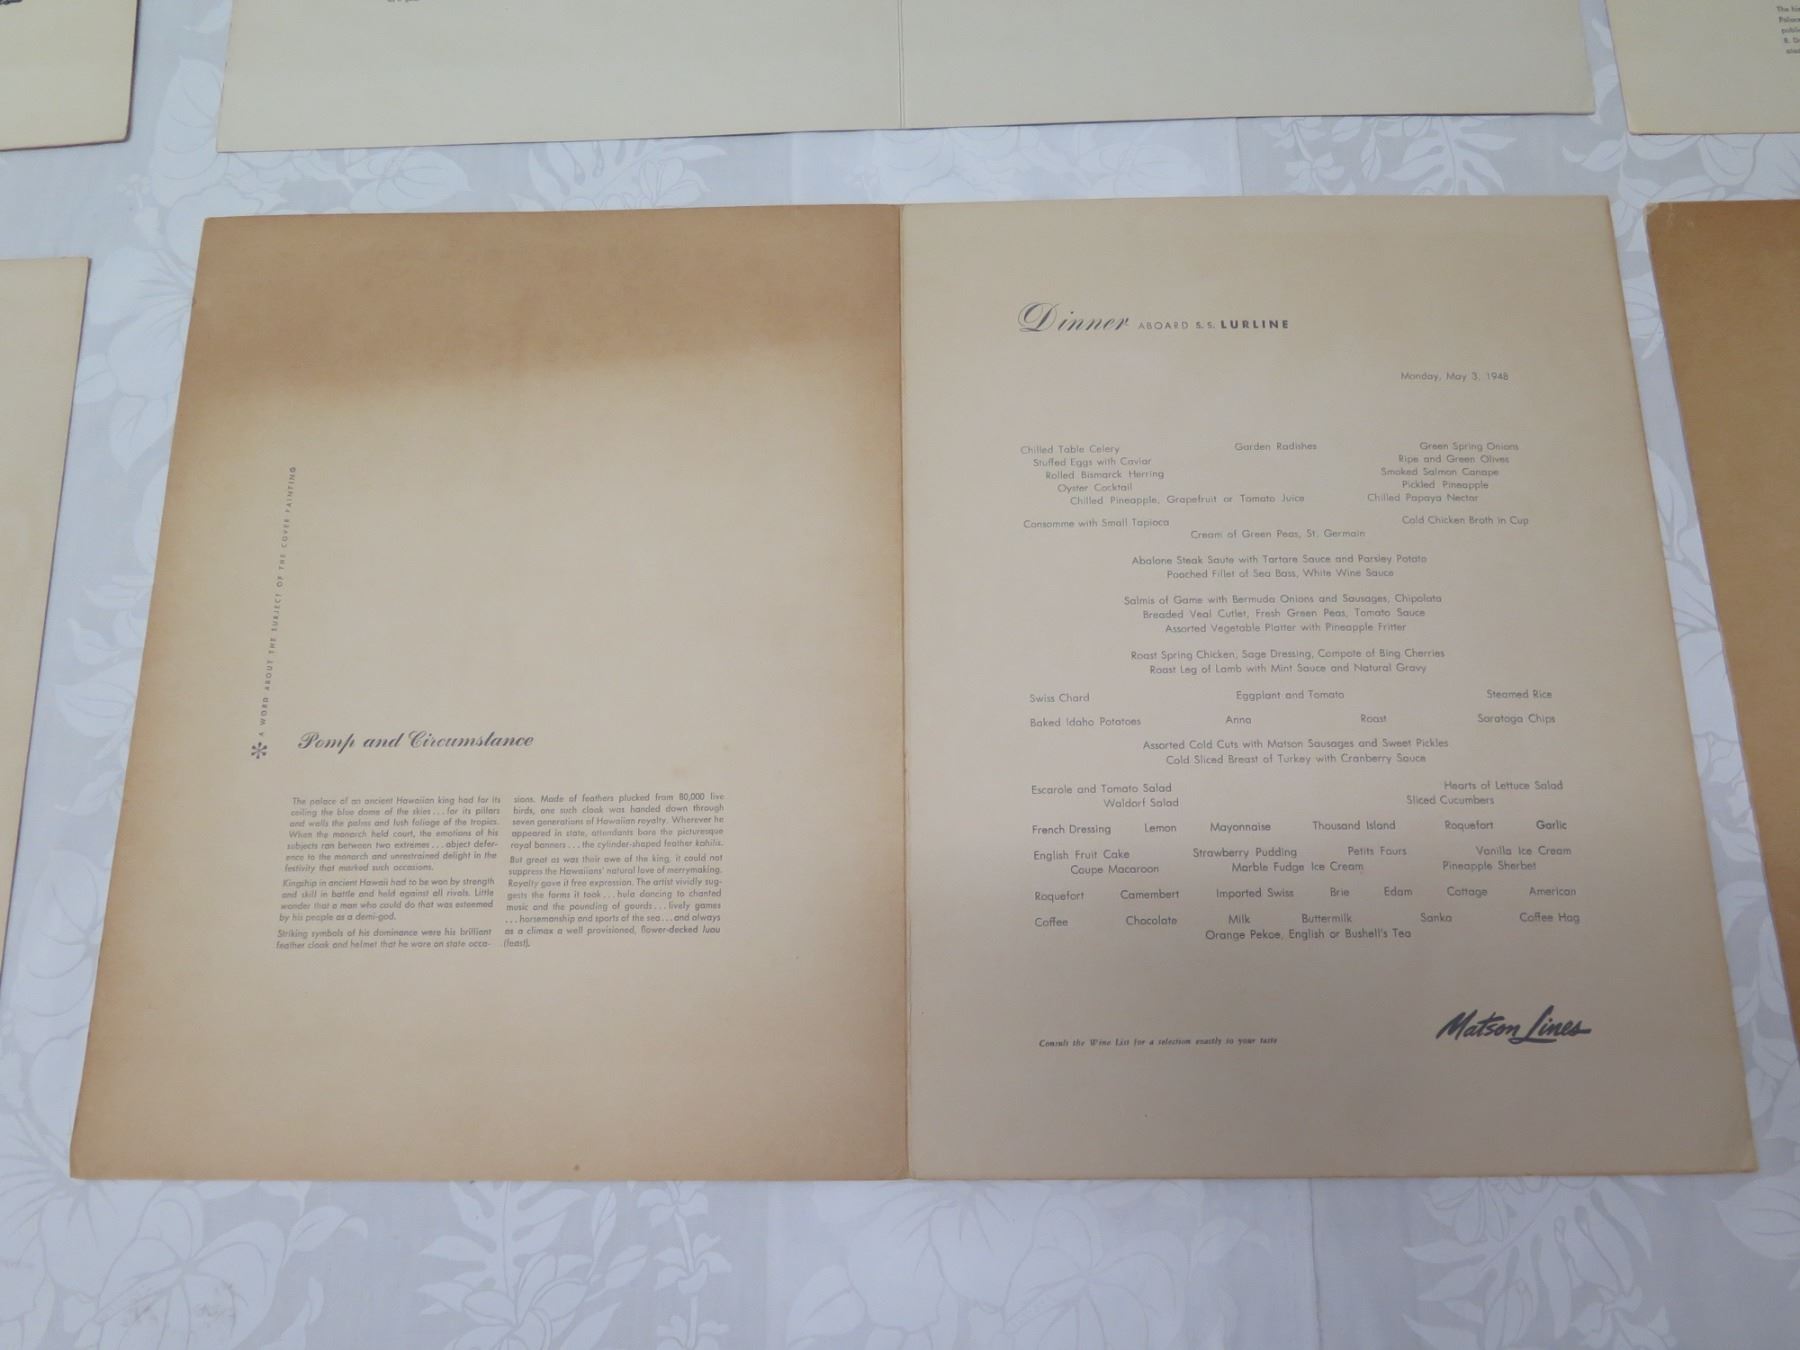 A WORD ABOUT THE SUBJECT OF THE COVER PAINTING
Pomp and Circumstance
The palace of an ancient Hawaiian king had for its
ceiling the blue dome of the skies . . . for its pillars
and walls the palms and lush foliage of the tropics.
When the monarch held court, the emotions of his
subjects ran between two extremes . . . abject defer-
ence to the monarch and unrestrained delight in the
festivity that marked such occasions.
Kingship in ancient Hawaii had to be won by strength
and skill in battle and held against all rivals. Little
wonder that a man who could do that was esteemed
by his people as a demi-god.
Striking symbols of his dominance were his brilliant
feather cloak and helmet that he wore on state occa-
sions. Made of feathers plucked from 80,000 live
birds, one such cloak was handed down through
seven generations of Hawaiian royalty. Wherever he
appeared in state, attendants bore the picturesque
royal banners . . . the cylinder-shaped feather kahilis.
But great as was their awe of the king, it could not
suppress the Hawaiians' natural love of merrymaking.
Royalty gave it free expression. The artist vividly sug-
gests the forms it took . . . hula dancing to chanted
music and the pounding of gourds . . . lively games
. . . horsemanship and sports of the sea . . . and always
as a climax a well provisioned, flower-decked luau
(feast).
Dinner ABOARD S.S. LURLINE
Monday, May 3, 1948
Chilled Table Celery Garden Radishes Green Spring Onions
Stuffed Eggs with Caviar Ripe and Green Olives
Rolled Bismarck Herring Smoked Salmon Canape
Oyster Cocktail Pickled Pineapple
Chilled Pineapple, Grapefruit or Tomato Juice Chilled Papaya Nectar
Consomme with Small Tapioca Cold Chicken Broth in Cup
Cream of Green Peas, St. Germain
Abalone Steak Saute with Tartare Sauce and Parsley Potato
Poached Fillet of Sea Bass, White Wine Sauce
Salmis of Game with Bermuda Onions and Sausages, Chipolata
Breaded Veal Cutlet, Fresh Green Peas, Tomato Sauce
Assorted Vegetable Platter with Pineapple Fritter
Roast Spring Chicken, Sage Dressing, Compote of Bing Cherries
Roast Leg of Lamb with Mint Sauce and Natural Gravy
Swiss Chard Eggplant and Tomato Steamed Rice
Baked Idaho Potatoes Anna Roast Saratoga Chips
Assorted Cold Cuts with Matson Sausages and Sweet Pickles
Cold Sliced Breast of Turkey with Cranberry Sauce
Escarole and Tomato Salad Hearts of Lettuce Salad
Waldorf Salad Sliced Cucumbers
French Dressing Lemon Mayonnaise Thousand Island Roquefort Garlic
English Fruit Cake Strawberry Pudding Petits Fours Vanilla Ice Cream
Coupe Macaroon Marble Fudge Ice Cream Pineapple Sherbet
Roquefort Camembert Imported Swiss Brie Edam Cottage American
Coffee Chocolate Milk Buttermilk Sanka Coffee Hag
Orange Pekoe, English or Bushell's Tea
Consult the Wine List for a selection exactly to your taste
Matson Lines